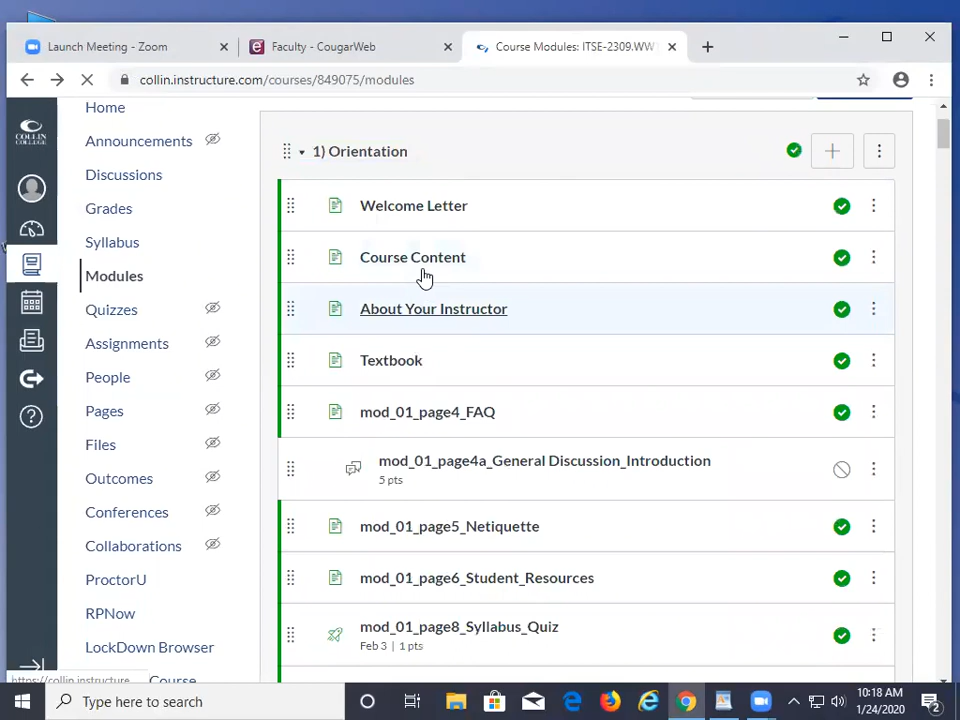 Launch Meeting - Zoom
Faculty - CougarWeb
Course Modules: ITSE-2309.WW
collin.instructure.com/courses/849075/modules
COLLIN
COLLEGE
Home
Announcements
Discussions
Grades
Syllabus
Modules
Quizzes
Assignments
People
Pages
Files
Outcomes
Conferences
Collaborations
ProctorU
RPNow
LockDown Browser
Course
1) Orientation
Welcome Letter
Course Content
About Your Instructor
Textbook
mod_01_page4_FAQ
mod_01_page4a_General Discussion_Introduction
5 pts
mod_01_page5_Netiquette
mod_01_page6_Student_Resources
mod_01_page8_Syllabus_Quiz
Feb 3 | 1 pts
https://collin.instructure
Type here to search
10:18 AM
1/24/2020
2